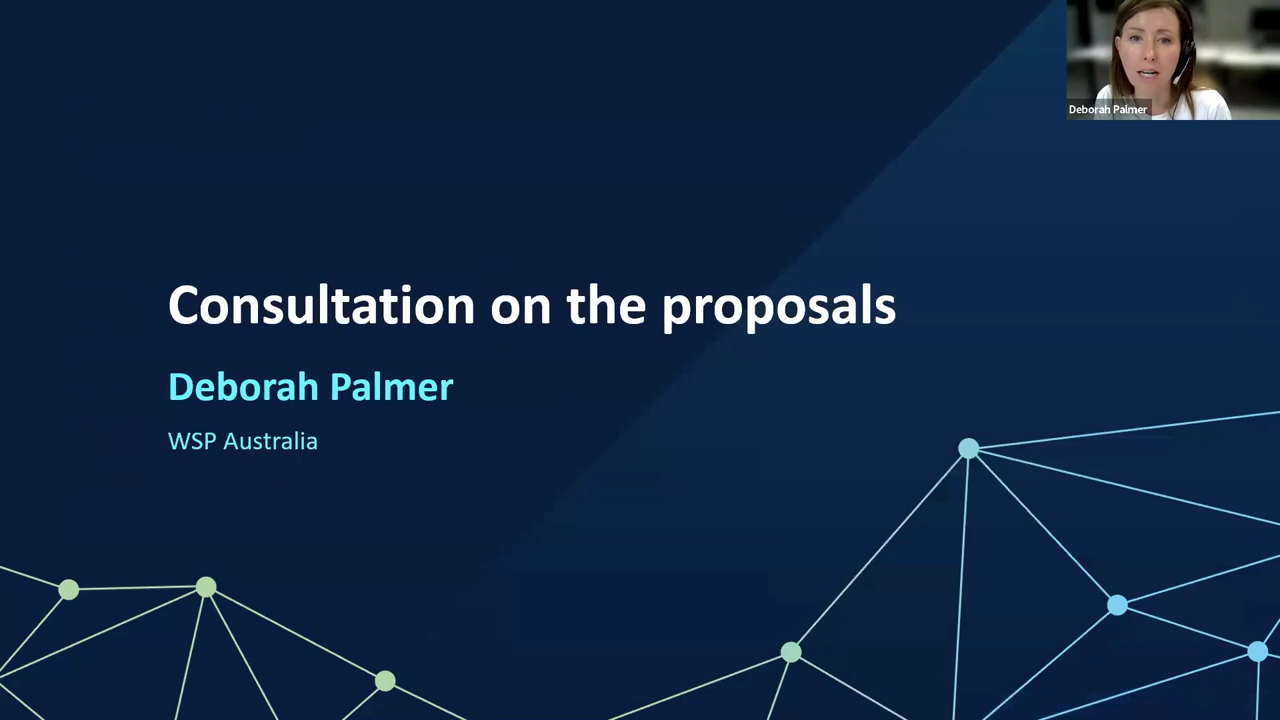 Deborah Palmer
Consultation on the proposals
Deborah Palmer
WSP Australia